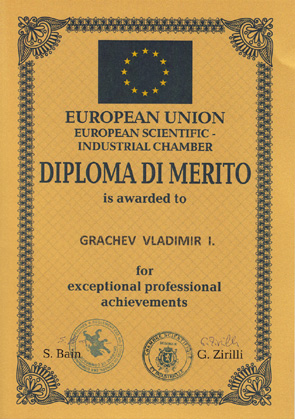 EUROPEAN UNION
EUROPEAN SCIENTIFIC -
INDUSTRIAL CHAMBER
DIPLOMA DI MERITO
is awarded to
GRACHEV VLADIMIR I.
for
exceptional professional
achievements
S. Bain
G. Zirilli